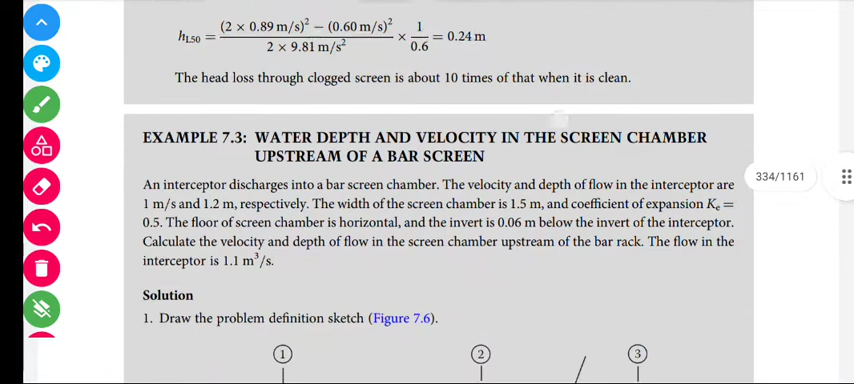 h_L50 = ((2 × 0.89 m/s)² − (0.60 m/s)²) / (2 × 9.81 m/s²) × 1/0.6 = 0.24 m
The head loss through clogged screen is about 10 times of that when it is clean.
EXAMPLE 7.3: WATER DEPTH AND VELOCITY IN THE SCREEN CHAMBER
UPSTREAM OF A BAR SCREEN
334/1161
An interceptor discharges into a bar screen chamber. The velocity and depth of flow in the interceptor are
1 m/s and 1.2 m, respectively. The width of the screen chamber is 1.5 m, and coefficient of expansion Kₑ =
0.5. The floor of screen chamber is horizontal, and the invert is 0.06 m below the invert of the interceptor.
Calculate the velocity and depth of flow in the screen chamber upstream of the bar rack. The flow in the
interceptor is 1.1 m³/s.
Solution
1. Draw the problem definition sketch (Figure 7.6).
1 2 3